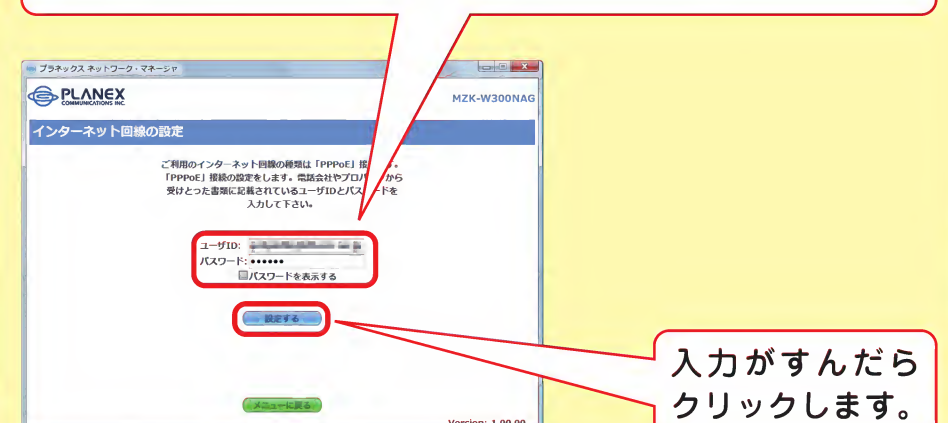 プラネックス ネットワーク・マネージャ
PLANEX
COMMUNICATIONS INC.
MZK-W300NAG
インターネット回線の設定
ご利用のインターネット回線の種類は「PPPoE」接
す。
「PPPoE」接続の設定をします。電話会社やプロバ
から
受けとった書類に記載されているユーザIDとパスワードを
入力して下さい。
ユーザID:
パスワード: ••••••
パスワードを表示する
設定する
入力がすんだら
クリックします。
メニューに戻る
Version: 1.00.00